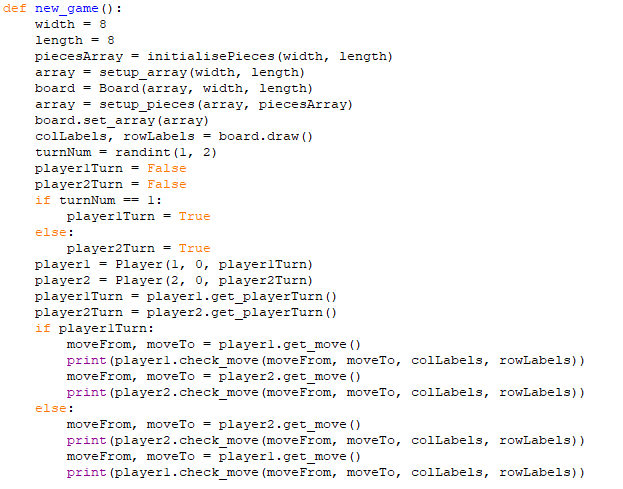 def new_game():
    width = 8
    length = 8
    piecesArray = initialisePieces(width, length)
    array = setup_array(width, length)
    board = Board(array, width, length)
    array = setup_pieces(array, piecesArray)
    board.set_array(array)
    colLabels, rowLabels = board.draw()
    turnNum = randint(1, 2)
    player1Turn = False
    player2Turn = False
    if turnNum == 1:
        player1Turn = True
    else:
        player2Turn = True
    player1 = Player(1, 0, player1Turn)
    player2 = Player(2, 0, player2Turn)
    player1Turn = player1.get_playerTurn()
    player2Turn = player2.get_playerTurn()
    if player1Turn:
        moveFrom, moveTo = player1.get_move()
        print(player1.check_move(moveFrom, moveTo, colLabels, rowLabels))
        moveFrom, moveTo = player2.get_move()
        print(player2.check_move(moveFrom, moveTo, colLabels, rowLabels))
    else:
        moveFrom, moveTo = player2.get_move()
        print(player2.check_move(moveFrom, moveTo, colLabels, rowLabels))
        moveFrom, moveTo = player1.get_move()
        print(player1.check_move(moveFrom, moveTo, colLabels, rowLabels))